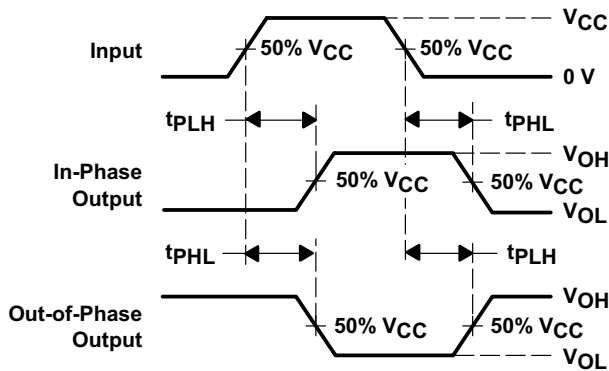 VCC
Input
50% VCC
50% VCC
0 V
tPLH
tPHL
VOH
In-Phase
Output
50% VCC
50% VCC
VOL
tPHL
tPLH
VOH
Out-of-Phase
Output
50% VCC
50% VCC
VOL